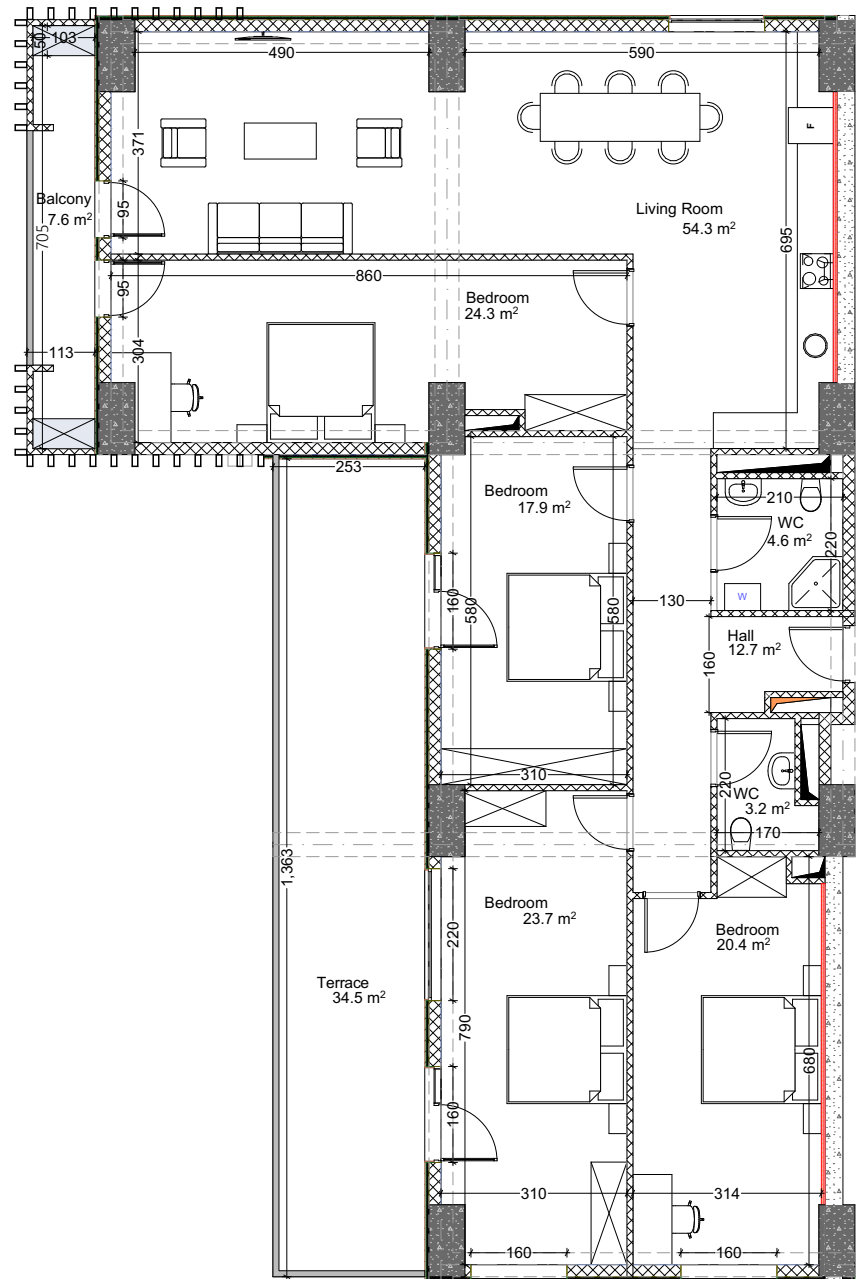 103
50
490
590
371
F
Balcony
7.6 m²
95
705
Living Room
54.3 m²
695
860
95
Bedroom
24.3 m²
113
304
253
Bedroom
17.9 m²
210
WC
4.6 m²
220
160
580
580
130
W
Hall
12.7 m²
160
310
220
WC
3.2 m²
170
1,363
Bedroom
23.7 m²
220
Bedroom
20.4 m²
Terrace
34.5 m²
790
680
160
310
314
160
160